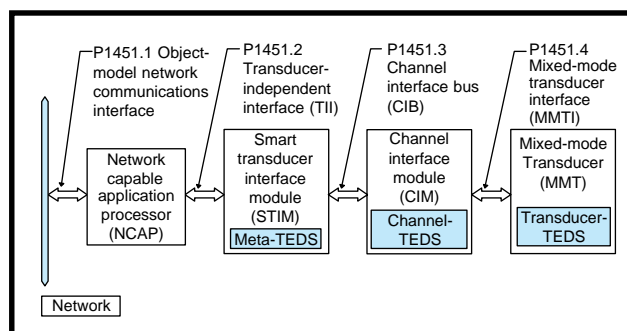 P1451.1 Object-
model network
communications
interface
P1451.2
Transducer-
independent
interface (TII)
P1451.3
Channel
interface bus
(CIB)
P1451.4
Mixed-mode
transducer
interface
(MMTI)
Network
capable
application
processor
(NCAP)
Smart
transducer
interface
module
(STIM)
Meta-TEDS
Channel
interface
module
(CIM)
Channel-
TEDS
Mixed-mode
Transducer
(MMT)
Transducer-
TEDS
Network